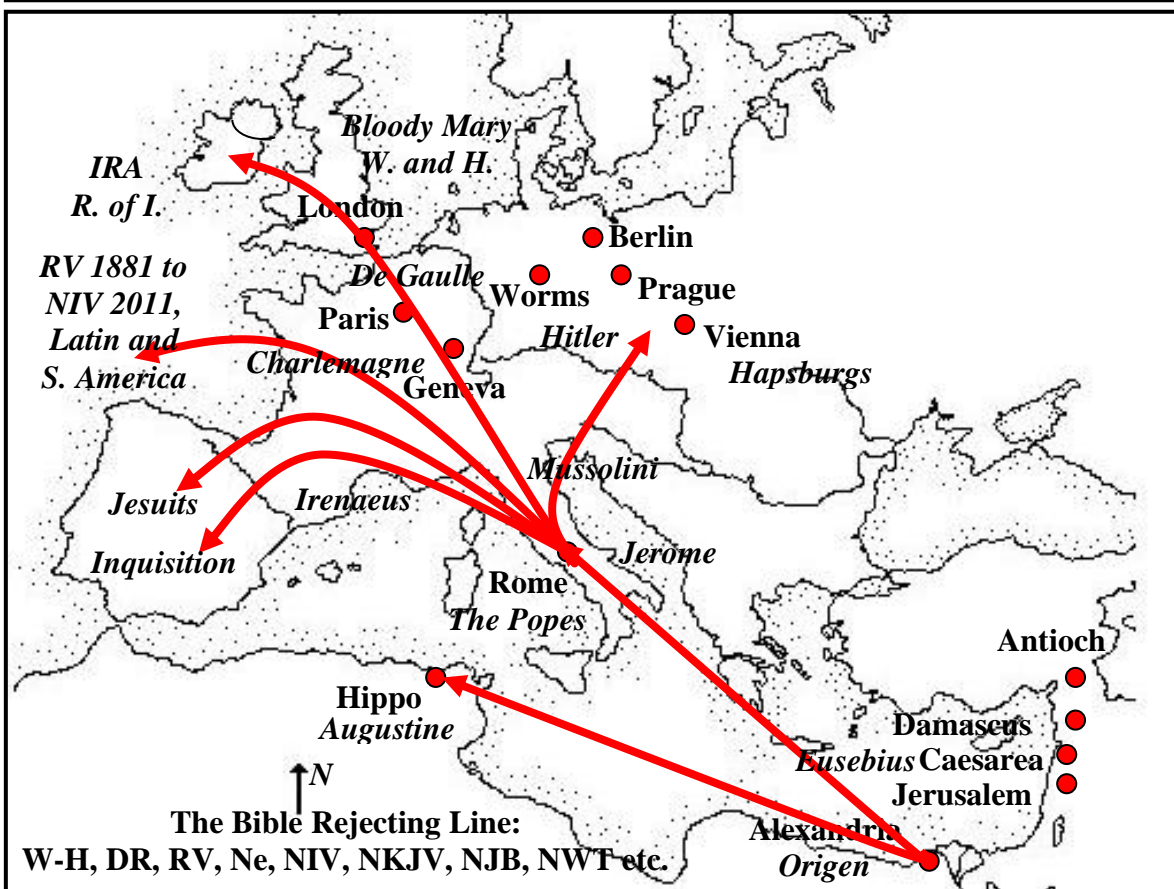 Bloody Mary
W. and H.
IRA
R. of I.
London
Berlin
RV 1881 to
NIV 2011,
Latin and
S. America
De Gaulle
Worms
Prague
Paris
Hitler
Vienna
Charlemagne
Hapsburgs
Geneva
Mussolini
Jesuits
Irenaeus
Inquisition
Jerome
Rome
The Popes
Antioch
Hippo
Augustine
Damascus
Eusebius Caesarea
Jerusalem
N
The Bible Rejecting Line:
W-H, DR, RV, Ne, NIV, NKJV, NJB, NWT etc.
Alexandria
Origen